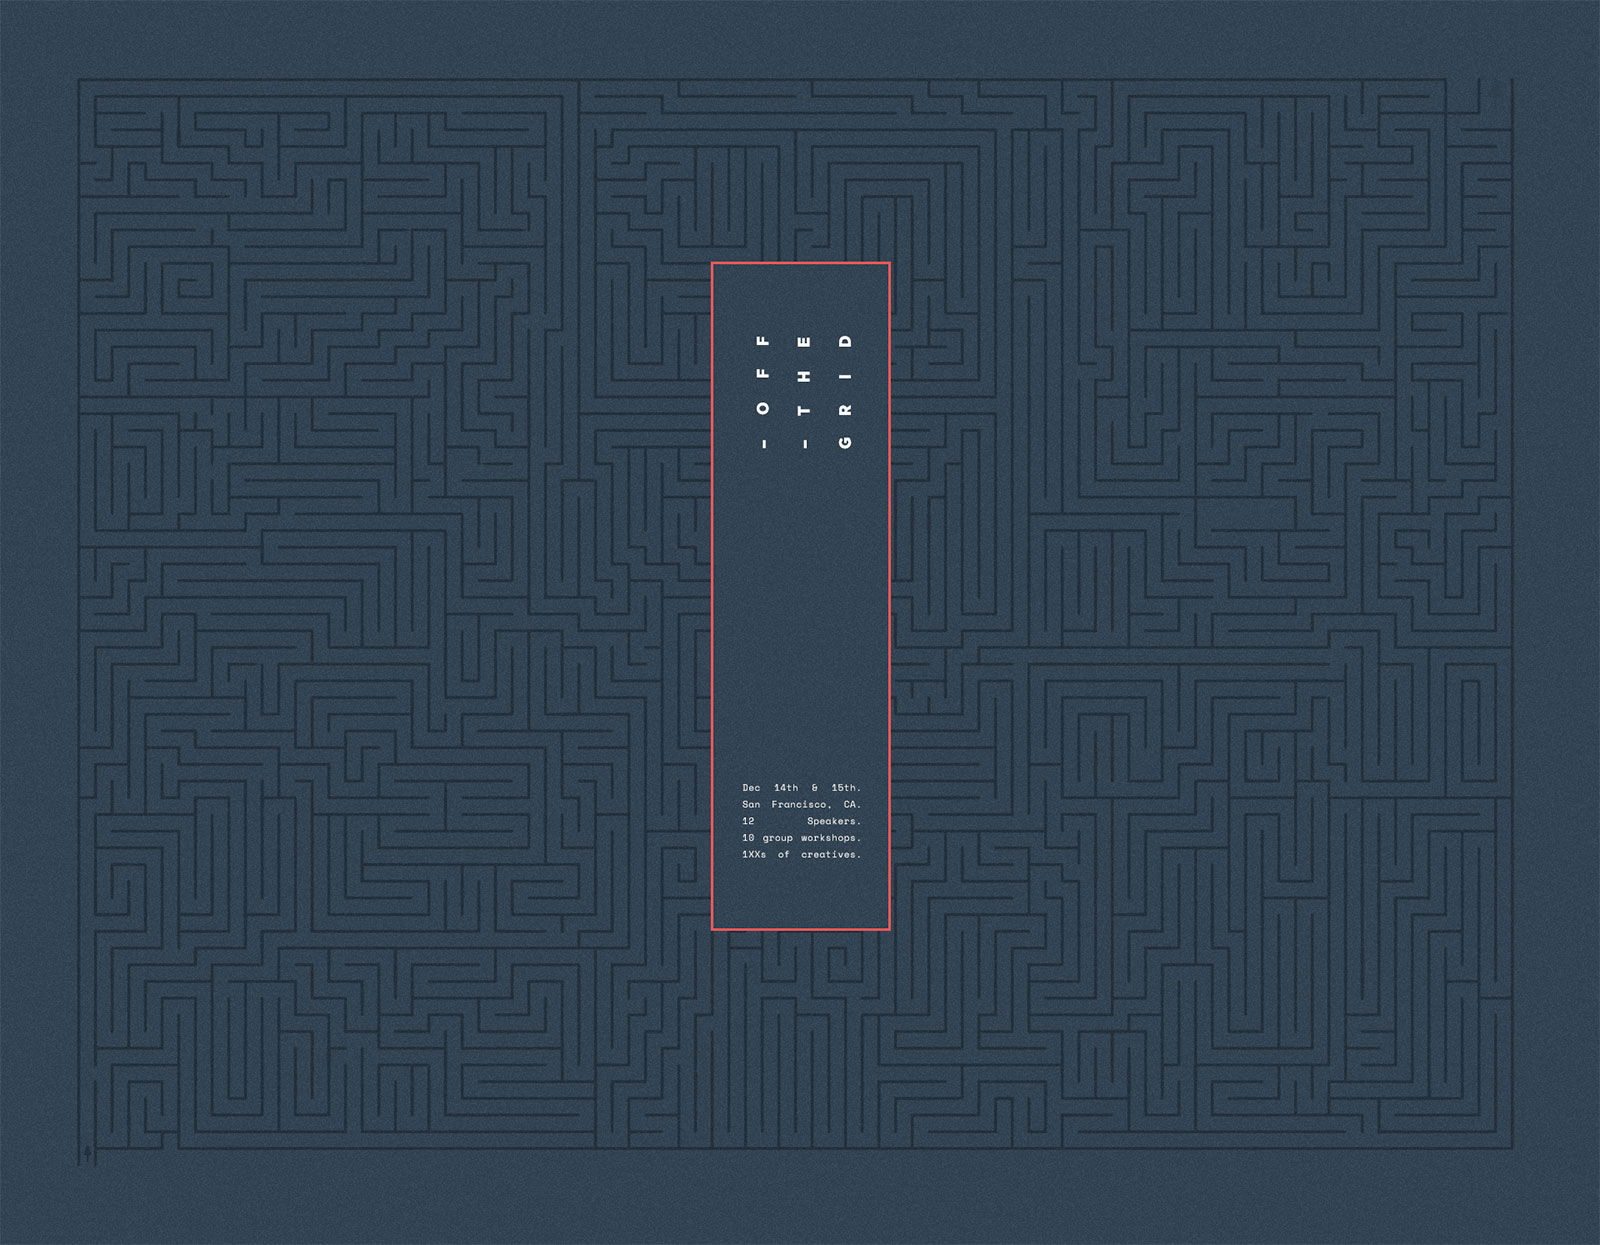 – OFF
– THE
GRID
Dec 14th & 15th.
San Francisco, CA.
12 Speakers.
10 group workshops.
1XXs of creatives.